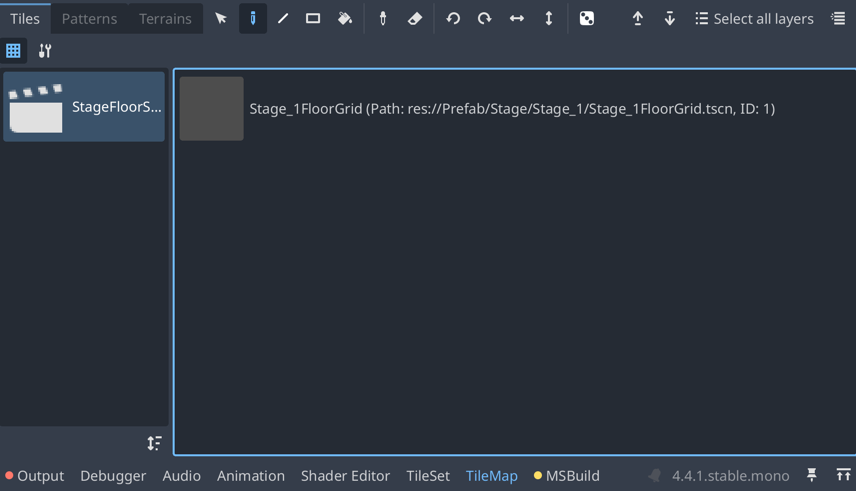 Tiles Patterns Terrains Select all layers
StageFloorS...
Stage_1FloorGrid (Path: res://Prefab/Stage/Stage_1/Stage_1FloorGrid.tscn, ID: 1)
Output Debugger Audio Animation Shader Editor TileSet TileMap MSBuild 4.4.1.stable.mono